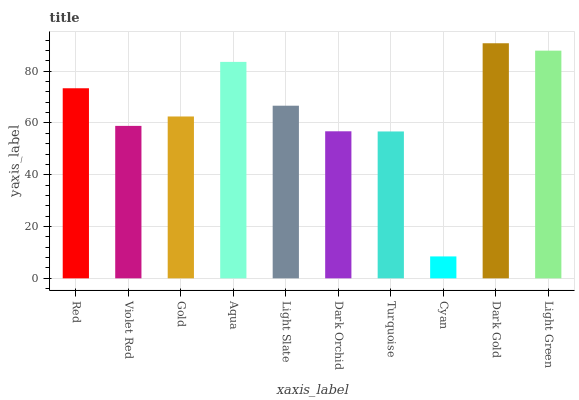 title
yaxis_label
80
60
40
20
0
Red
Violet Red
Gold
Aqua
Light Slate
Dark Orchid
Turquoise
Cyan
Dark Gold
Light Green
xaxis_label